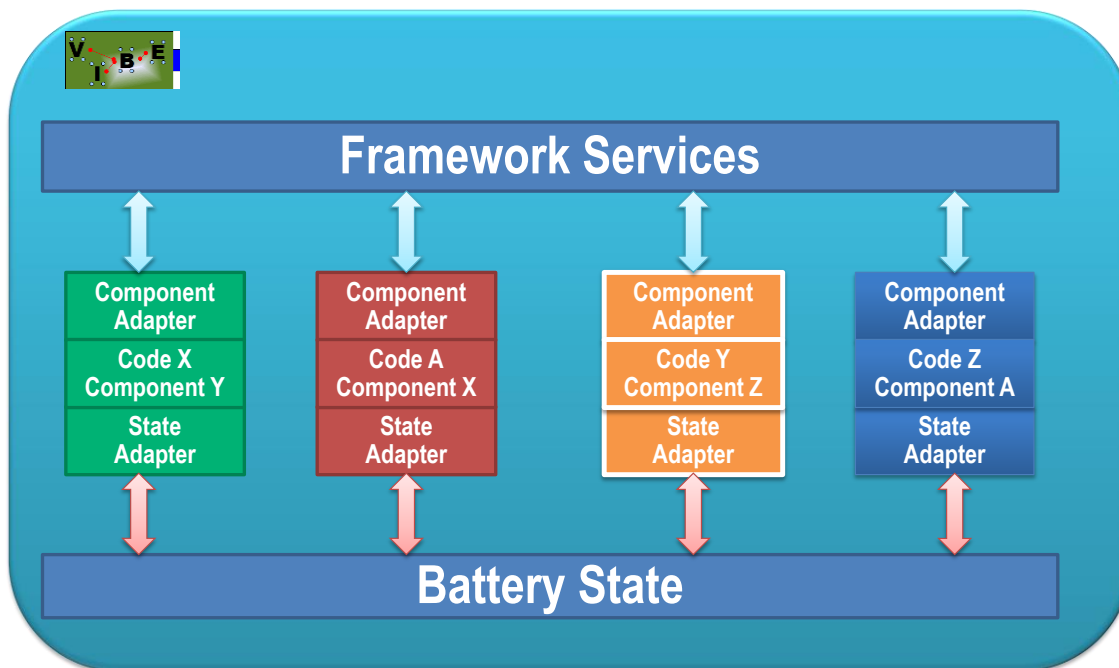 VIBE
Framework Services
Component
Adapter
Code X
Component Y
State
Adapter
Component
Adapter
Code A
Component X
State
Adapter
Component
Adapter
Code Y
Component Z
State
Adapter
Component
Adapter
Code Z
Component A
State
Adapter
Battery State